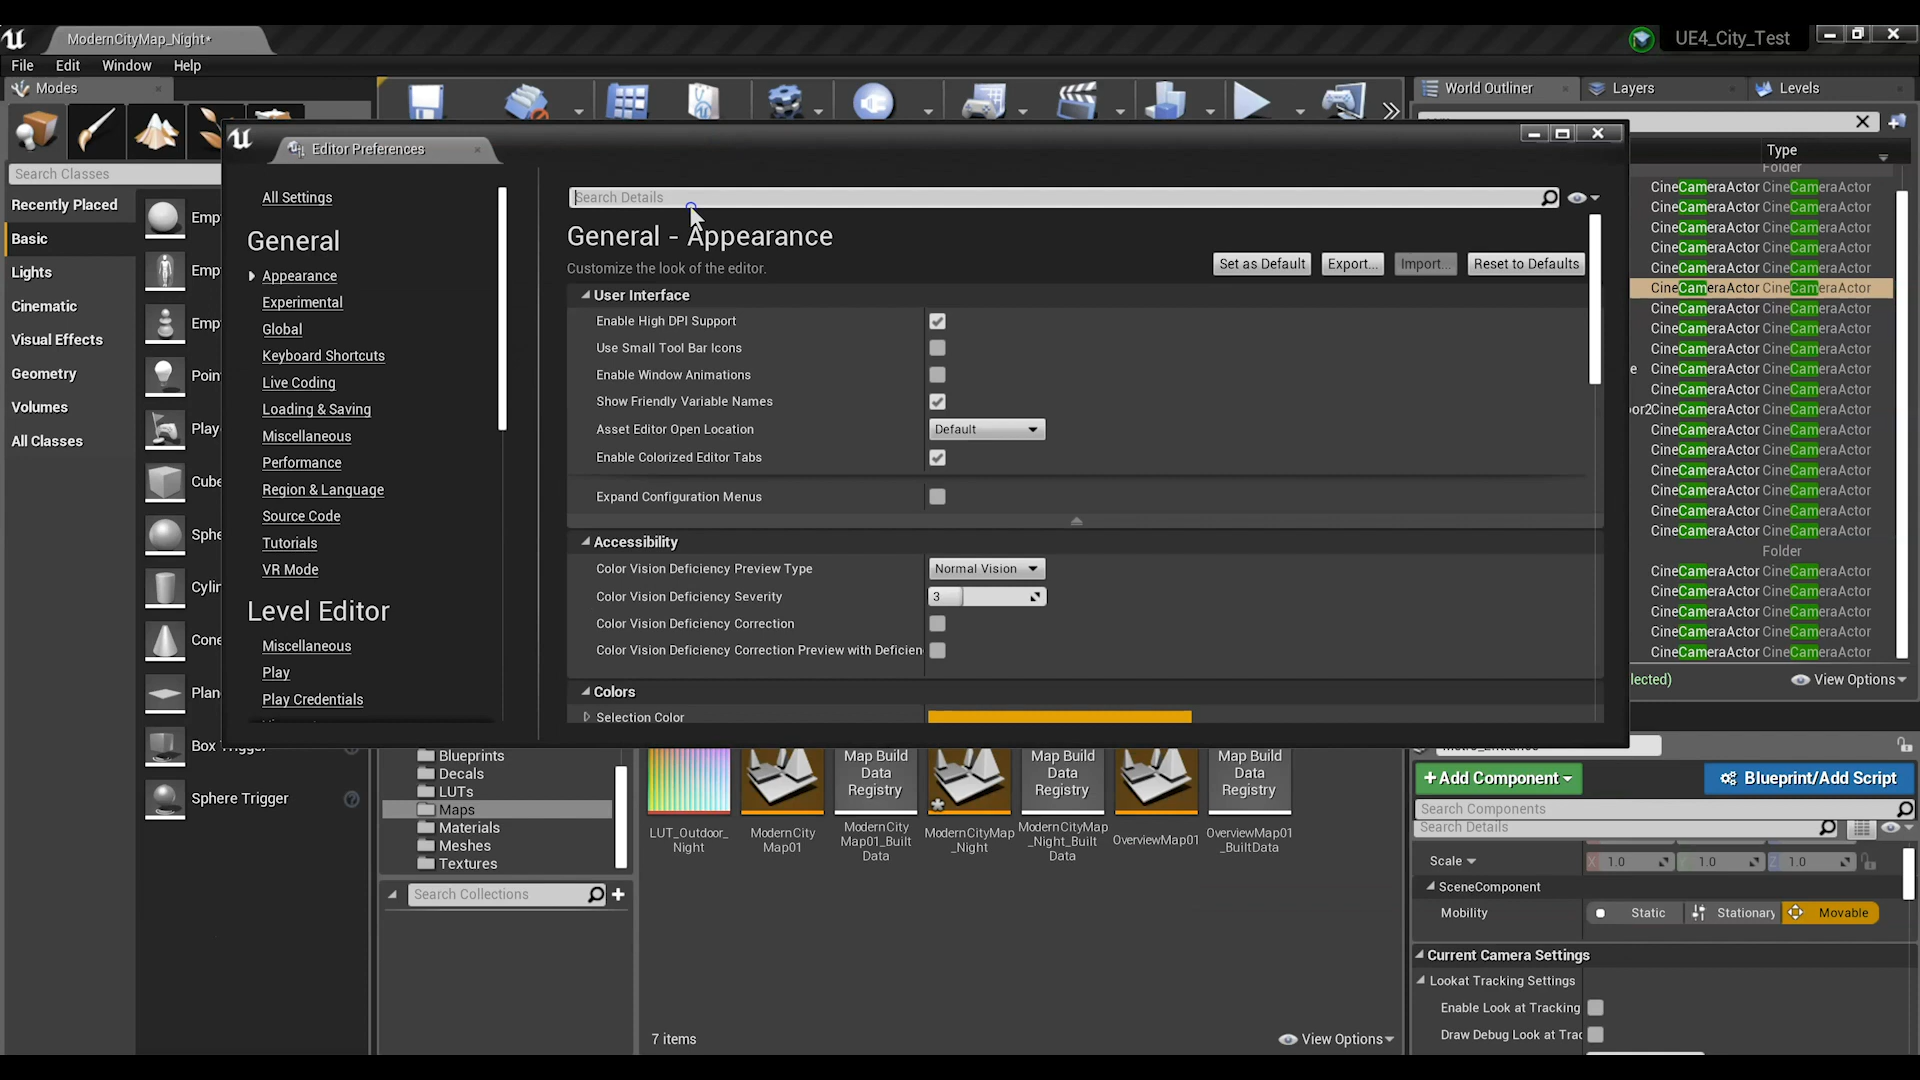 ModernCityMap_Night*
UE4_City_Test
File Edit Window Help
Modes
World Outliner
Layers
Levels
Search Classes
Recently Placed
Basic
Lights
Cinematic
Visual Effects
Geometry
Volumes
All Classes
Sphere Trigger
Editor Preferences
All Settings
General
Appearance
Experimental
Global
Keyboard Shortcuts
Live Coding
Loading & Saving
Miscellaneous
Performance
Region & Language
Source Code
Tutorials
VR Mode
Level Editor
Miscellaneous
Play
Play Credentials
Search Details
General - Appearance
Customize the look of the editor.
Set as Default Export... Import... Reset to Defaults
User Interface
Enable High DPI Support
Use Small Tool Bar Icons
Enable Window Animations
Show Friendly Variable Names
Asset Editor Open Location Default
Enable Colorized Editor Tabs
Expand Configuration Menus
Accessibility
Color Vision Deficiency Preview Type Normal Vision
Color Vision Deficiency Severity 3
Color Vision Deficiency Correction
Color Vision Deficiency Correction Preview with Deficien
Colors
Selection Color
Type
Folder
CineCameraActor CineCameraActor
CineCameraActor CineCameraActor
CineCameraActor CineCameraActor
CineCameraActor CineCameraActor
CineCameraActor CineCameraActor
CineCameraActor CineCameraActor
CineCameraActor CineCameraActor
CineCameraActor CineCameraActor
CineCameraActor CineCameraActor
e CineCameraActor CineCameraActor
CineCameraActor CineCameraActor
or2CineCameraActor CineCameraActor
CineCameraActor CineCameraActor
CineCameraActor CineCameraActor
CineCameraActor CineCameraActor
CineCameraActor CineCameraActor
CineCameraActor CineCameraActor
CineCameraActor CineCameraActor
Folder
CineCameraActor CineCameraActor
CineCameraActor CineCameraActor
CineCameraActor CineCameraActor
CineCameraActor CineCameraActor
CineCameraActor CineCameraActor
lected) View Options
Blueprints
Decals
LUTs
Maps
Materials
Meshes
Textures
Search Collections
LUT_Outdoor_
Night
ModernCity
Map01
Map Build
Data
Registry
ModernCity
Map01_Built
Data
ModernCityMap
_Night
Map Build
Data
Registry
ModernCityMap
_Night_Built
Data
OverviewMap01
Map Build
Data
Registry
OverviewMap01
_BuiltData
7 items View Options
+Add Component Blueprint/Add Script
Search Components
Search Details
Scale X 1.0 Y 1.0 Z 1.0
SceneComponent
Mobility Static Stationary Movable
Current Camera Settings
Lookat Tracking Settings
Enable Look at Tracking
Draw Debug Look at Trac